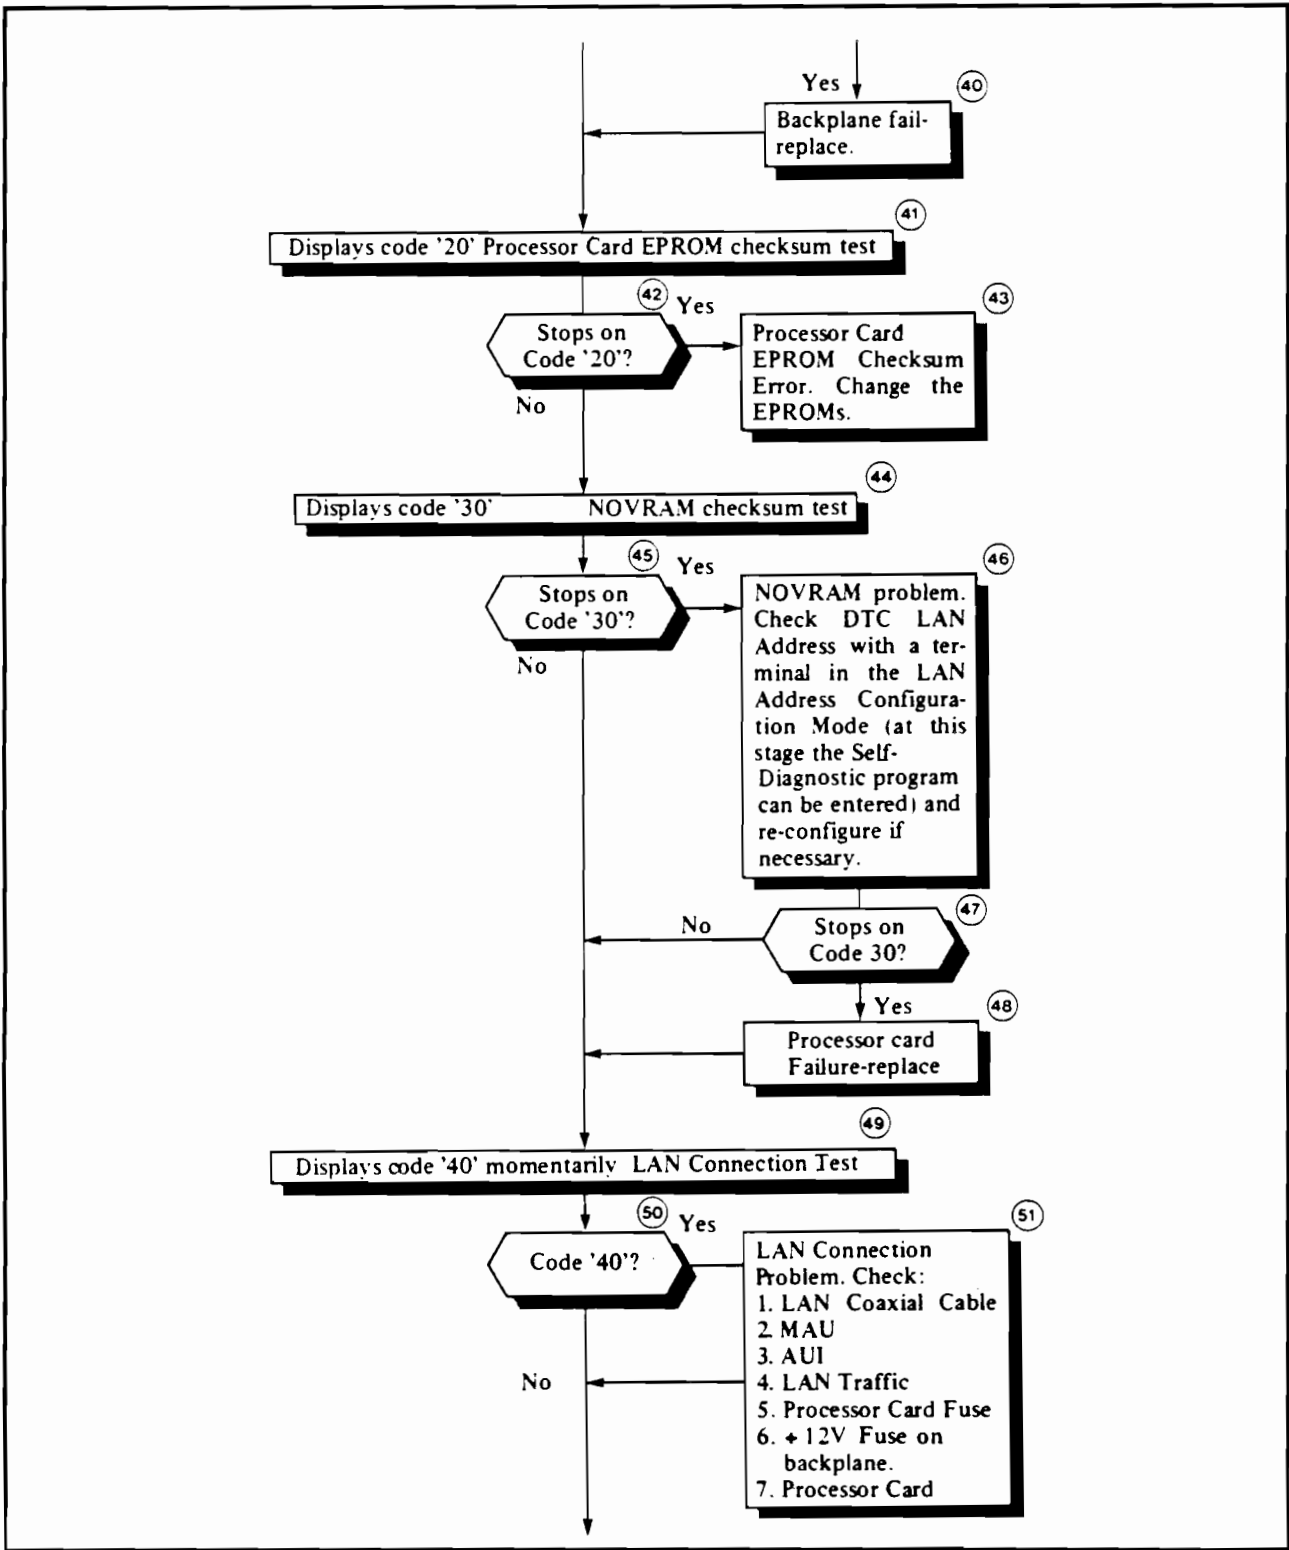 Yes
40
Backplane fail-
replace.
41
Displays code '20' Processor Card EPROM checksum test
42
Yes
43
Stops on
Code '20'?
Processor Card
EPROM Checksum
Error. Change the
EPROMs.
No
44
Displays code '30' NOVRAM checksum test
45
Yes
46
Stops on
Code '30'?
NOVRAM problem.
Check DTC LAN
Address with a ter-
minal in the LAN
Address Configura-
tion Mode (at this
stage the Self-
Diagnostic program
can be entered) and
re-configure if
necessary.
No
47
No
Stops on
Code 30?
Yes
48
Processor card
Failure-replace
49
Displays code '40' momentarily LAN Connection Test
50
Yes
51
Code '40'?
LAN Connection
Problem. Check:
1. LAN Coaxial Cable
2. MAU
3. AUI
4. LAN Traffic
5. Processor Card Fuse
6. + 12V Fuse on
backplane.
7. Processor Card
No